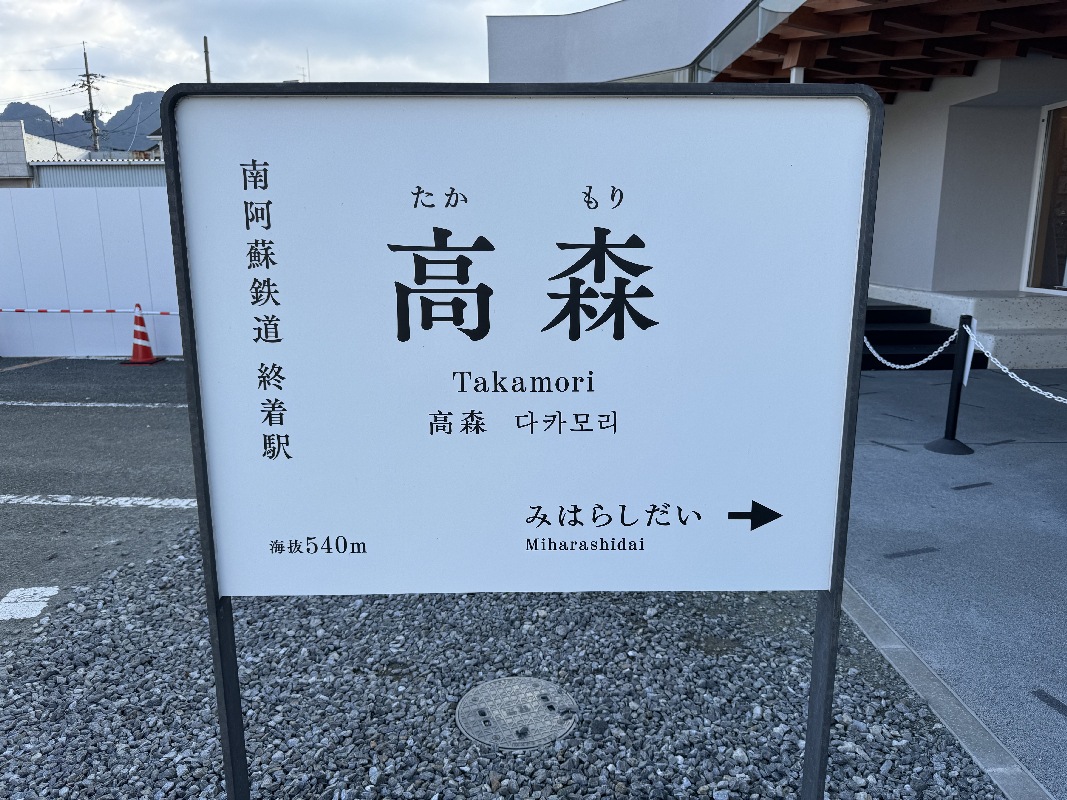 南阿蘇鉄道 終着駅
たか もり
高森
Takamori
高森 다카모리
みはらしだい
Miharashidai
海抜540m